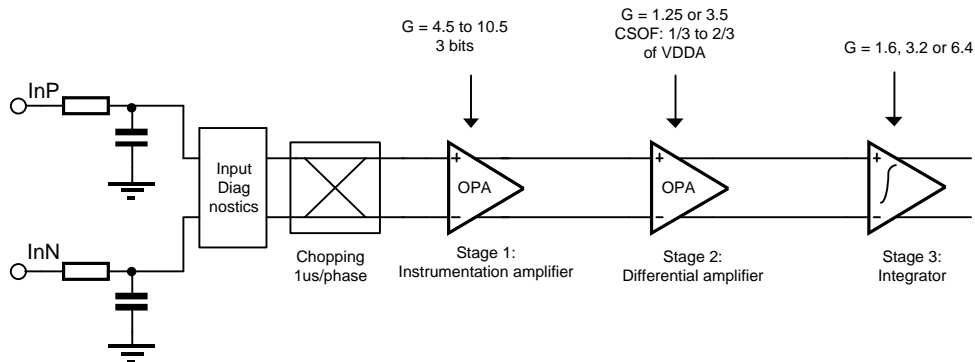 G = 4.5 to 10.5
3 bits
G = 1.25 or 3.5
CSOF: 1/3 to 2/3
of VDDA
G = 1.6, 3.2 or 6.4
InP
Input
Diag
nostics
+
OPA
−
+
OPA
−
+
−
InN
Chopping
1us/phase
Stage 1:
Instrumentation amplifier
Stage 2:
Differential amplifier
Stage 3:
Integrator